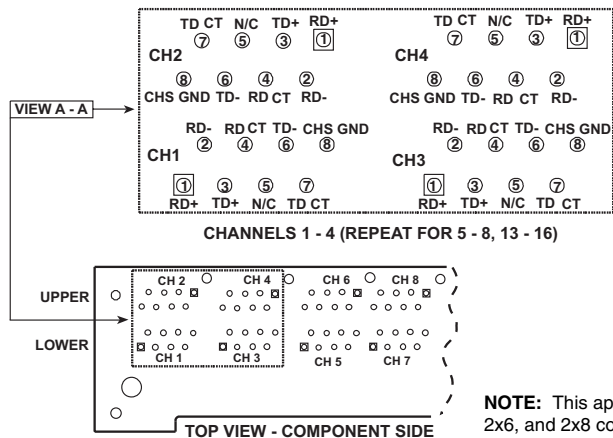 TD CT N/C TD+ RD+ TD CT N/C TD+ RD+
7 5 3 1 7 5 3 1
CH2 CH4
8 6 4 2 8 6 4 2
CHS GND TD- RD CT RD- CHS GND TD- RD CT RD-
VIEW A - A
RD- RD CT TD- CHS GND RD- RD CT TD- CHS GND
2 4 6 8 2 4 6 8
CH1 CH3
1 3 5 7 1 3 5 7
RD+ TD+ N/C TD CT RD+ TD+ N/C TD CT
CHANNELS 1 - 4 (REPEAT FOR 5 - 8, 13 - 16)
CH 2 CH 4 CH 6 CH 8
UPPER
LOWER
CH 1 CH 3 CH 5 CH 7
NOTE: This ap
2x6, and 2x8 co
TOP VIEW - COMPONENT SIDE